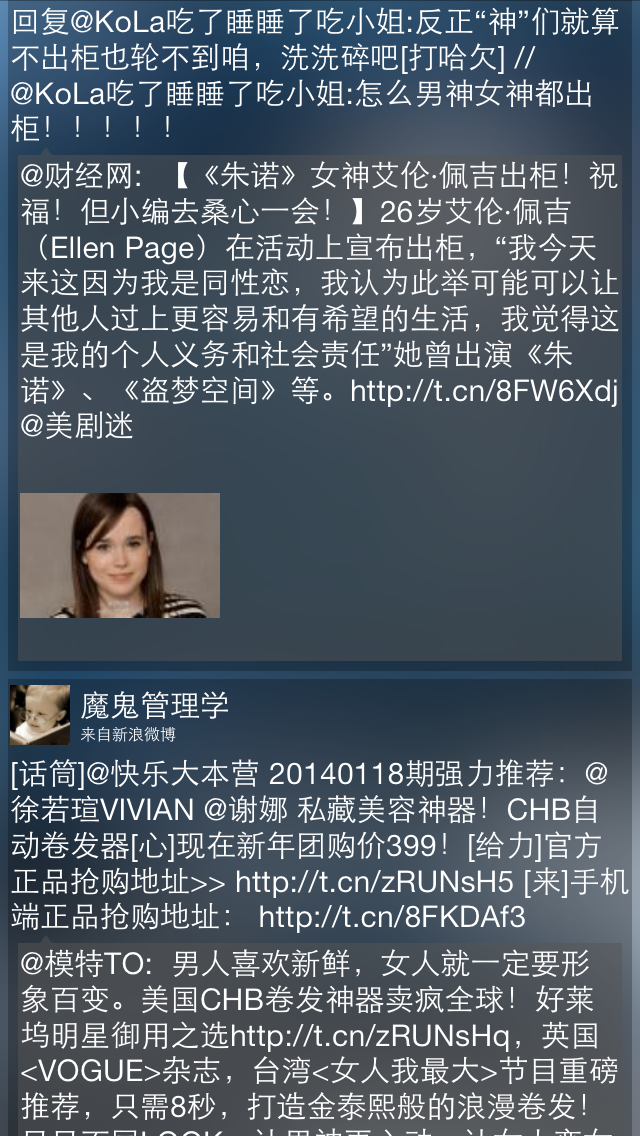 回复@KoLa吃了睡睡了吃小姐:反正“神”们就算
不出柜也轮不到咱，洗洗碎吧[打哈欠] //
@KoLa吃了睡睡了吃小姐:怎么男神女神都出
柜！！！！！
@财经网：【《朱诺》女神艾伦·佩吉出柜！祝
福！但小编去桑心一会！】26岁艾伦·佩吉
（Ellen Page）在活动上宣布出柜，“我今天
来这因为我是同性恋，我认为此举可能可以让
其他人过上更容易和有希望的生活，我觉得这
是我的个人义务和社会责任”她曾出演《朱
诺》、《盗梦空间》等。http://t.cn/8FW6Xdj
@美剧迷
魔鬼管理学
来自新浪微博
[话筒]@快乐大本营 20140118期强力推荐：@
徐若瑄VIVIAN @谢娜 私藏美容神器！CHB自
动卷发器[心]现在新年团购价399！[给力]官方
正品抢购地址>> http://t.cn/zRUNsH5 [来]手机
端正品抢购地址： http://t.cn/8FKDAf3
@模特TO：男人喜欢新鲜，女人就一定要形
象百变。美国CHB卷发神器卖疯全球！好莱
坞明星御用之选http://t.cn/zRUNsHq，英国
<VOGUE>杂志，台湾<女人我最大>节目重磅
推荐，只需8秒，打造金泰熙般的浪漫卷发！